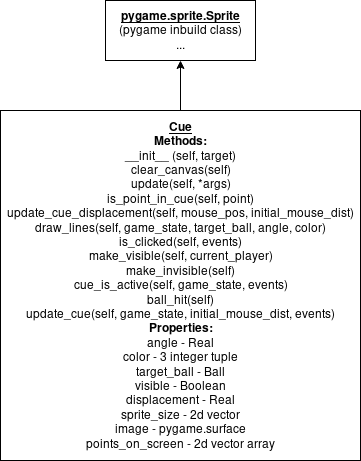 pygame.sprite.Sprite
(pygame inbuild class)
...
Cue
Methods:
__init__ (self, target)
clear_canvas(self)
update(self, *args)
is_point_in_cue(self, point)
update_cue_displacement(self, mouse_pos, initial_mouse_dist)
draw_lines(self, game_state, target_ball, angle, color)
is_clicked(self, events)
make_visible(self, current_player)
make_invisible(self)
cue_is_active(self, game_state, events)
ball_hit(self)
update_cue(self, game_state, initial_mouse_dist, events)
Properties:
angle - Real
color - 3 integer tuple
target_ball - Ball
visible - Boolean
displacement - Real
sprite_size - 2d vector
image - pygame.surface
points_on_screen - 2d vector array